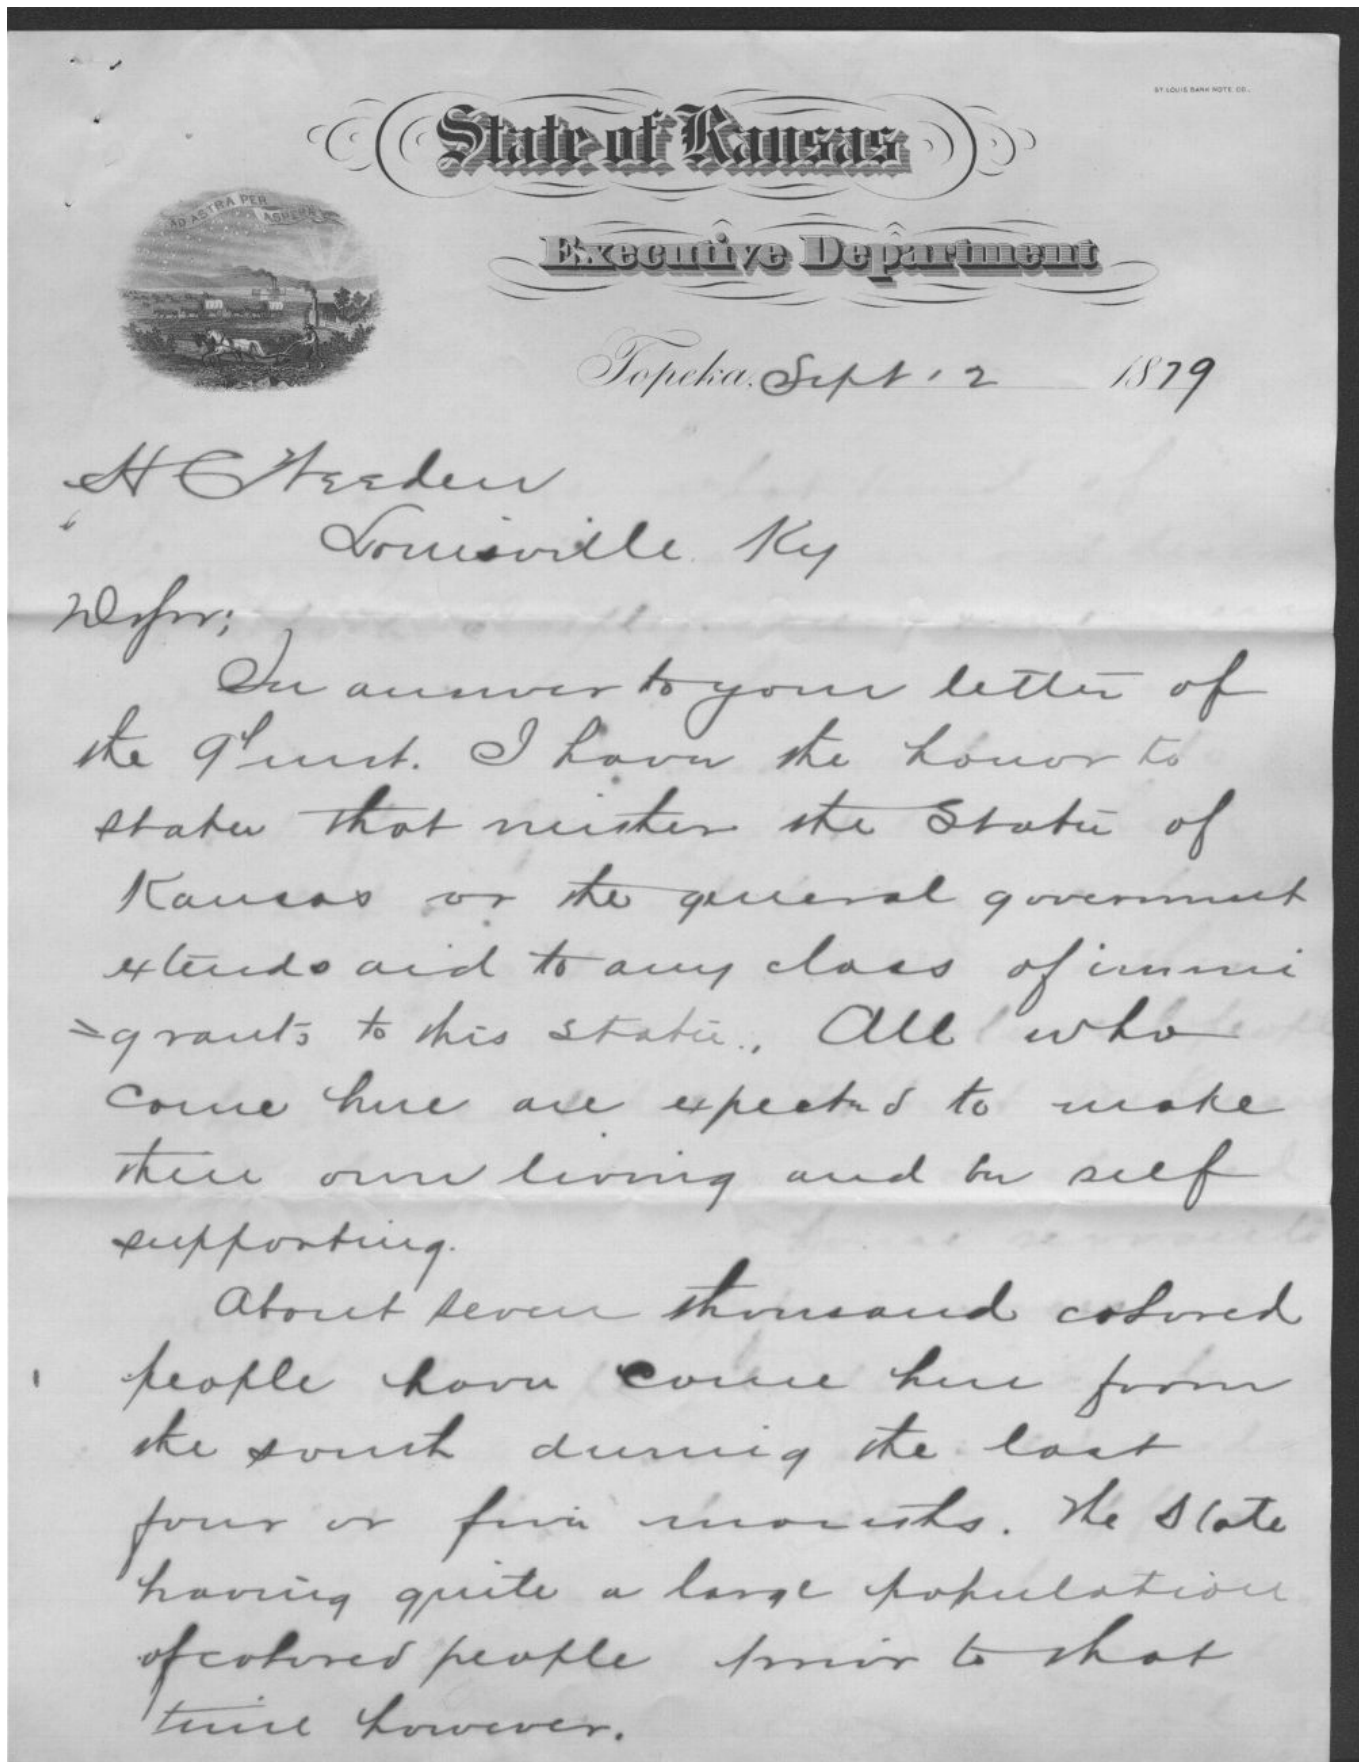 ST. LOUIS BANK NOTE CO.
State of Kansas
AD ASTRA PER
ASPERA
Executive Department
Topeka, Sept. 12 1879
H C Weeden
Louisville. Ky
D Sir;
In answer to your letter of
the 9th inst. I have the honor to
state that neither the State of
Kansas or the general government
extends aid to any class of immi
=grants to this state. All who
come here are expected to make
their own living and be self
supporting.
About seven thousand colored
people have come here from
the south during the last
four or five months. The State
having quite a large population
of colored people prior to that
time however.